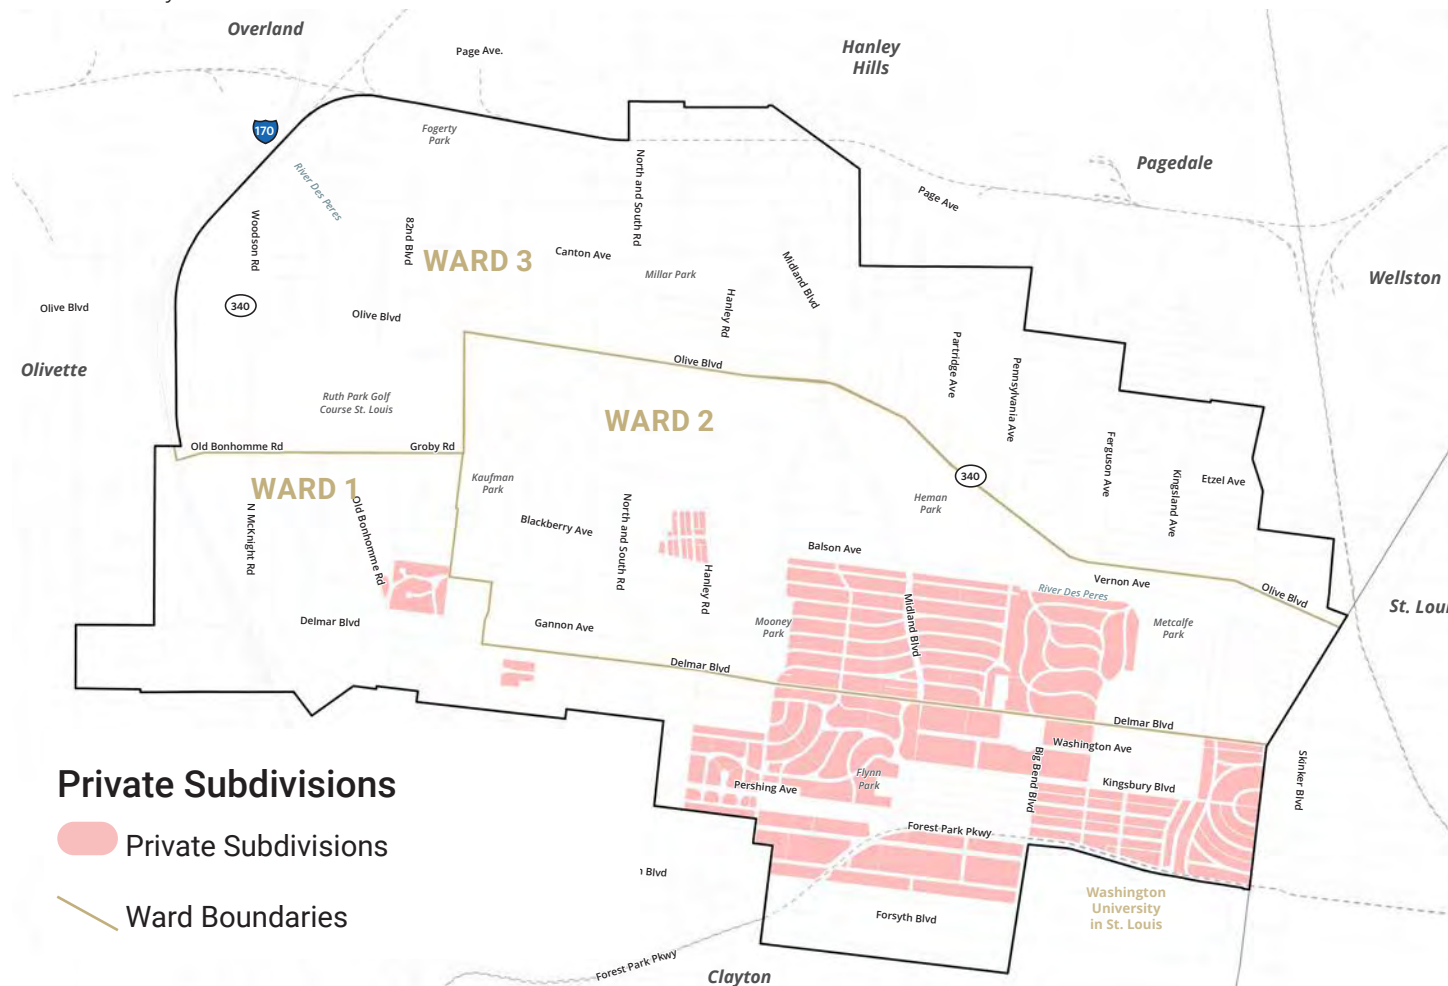 Overland
Page Ave.
Hanley
Hills
170
Fogerty
Park
Pagedale
River Des Peres
North and South Rd
Page Ave
Woodson Rd
82nd Blvd
WARD 3
Canton Ave
Millar Park
Midland Blvd
Wellston
Hanley Rd
340
Olive Blvd
Olive Blvd
Olivette
Olive Blvd
Partridge Ave
Pennsylvania Ave
Ruth Park Golf
Course St. Louis
WARD 2
Old Bonhomme Rd
Groby Rd
Ferguson Ave
Kingsland Ave
Etzel Ave
340
WARD 1
Kaufman
Park
Heman
Park
N McKnight Rd
Old Bonhomme Rd
Blackberry Ave
North and South Rd
Hanley Rd
Balson Ave
Vernon Ave
River Des Peres
Olive Blvd
St. Loui
Delmar Blvd
Gannon Ave
Mooney
Park
Midland Blvd
Metcalfe
Park
Delmar Blvd
Delmar Blvd
Washington Ave
Big Bend Blvd
Skinker Blvd
Flynn
Park
Pershing Ave
Kingsbury Blvd
Private Subdivisions
Forest Park Pkwy
Private Subdivisions
Blvd
Washington
University
in St. Louis
Ward Boundaries
Forsyth Blvd
Forest Park Pkwy
Clayton